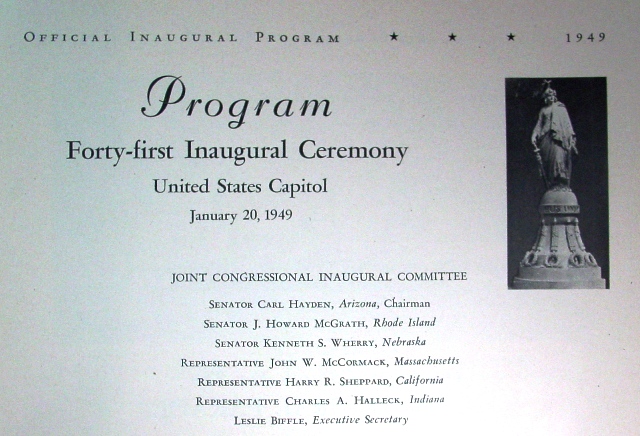 Official Inaugural Program ★ ★ ★ 1949
Program
Forty-first Inaugural Ceremony
United States Capitol
January 20, 1949
JOINT CONGRESSIONAL INAUGURAL COMMITTEE
Senator Carl Hayden, Arizona, Chairman
Senator J. Howard McGrath, Rhode Island
Senator Kenneth S. Wherry, Nebraska
Representative John W. McCormack, Massachusetts
Representative Harry R. Sheppard, California
Representative Charles A. Halleck, Indiana
Leslie Biffle, Executive Secretary